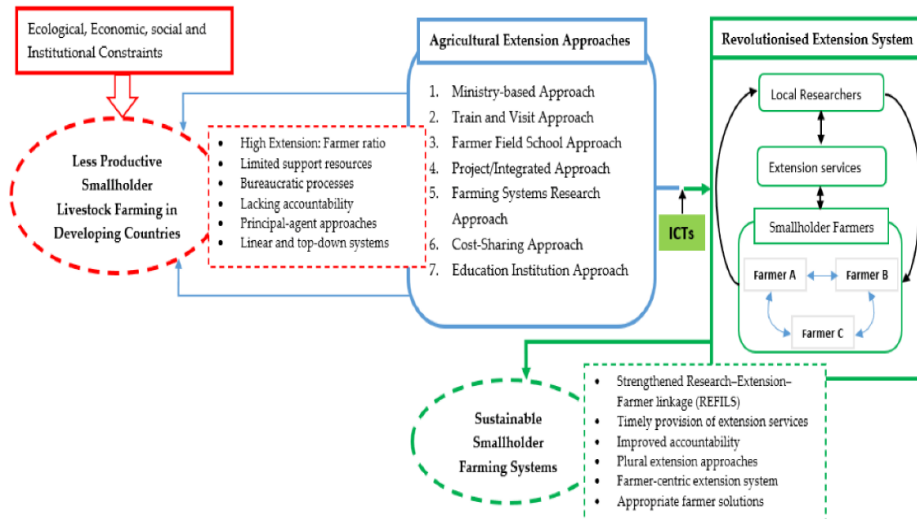 Ecological, Economic, social and
Institutional Constraints
Less Productive
Smallholder
Livestock Farming in
Developing Countries
High Extension: Farmer ratio
Limited support resources
Bureaucratic processes
Lacking accountability
Principal-agent approaches
Linear and top-down systems
Agricultural Extension Approaches
1. Ministry-based Approach
2. Train and Visit Approach
3. Farmer Field School Approach
4. Project/Integrated Approach
5. Farming Systems Research
Approach
6. Cost-Sharing Approach
7. Education Institution Approach
ICTs
Revolutionised Extension System
Local Researchers
Extension services
Smallholder Farmers
Farmer A
Farmer B
Farmer C
Sustainable
Smallholder
Farming Systems
Strengthened Research–Extension–
Farmer linkage (REFILS)
Timely provision of extension services
Improved accountability
Plural extension approaches
Farmer-centric extension system
Appropriate farmer solutions